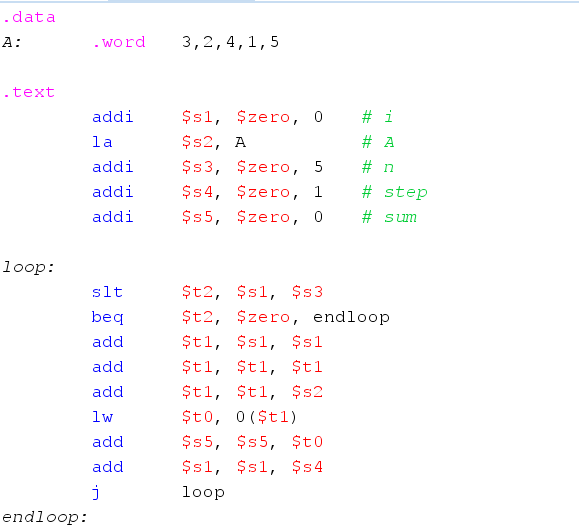 .data
A: .word 3,2,4,1,5
.text
addi $s1, $zero, 0 # i
la $s2, A # A
addi $s3, $zero, 5 # n
addi $s4, $zero, 1 # step
addi $s5, $zero, 0 # sum
loop:
slt $t2, $s1, $s3
beq $t2, $zero, endloop
add $t1, $s1, $s1
add $t1, $t1, $t1
add $t1, $t1, $s2
lw $t0, 0($t1)
add $s5, $s5, $t0
add $s1, $s1, $s4
j loop
endloop: